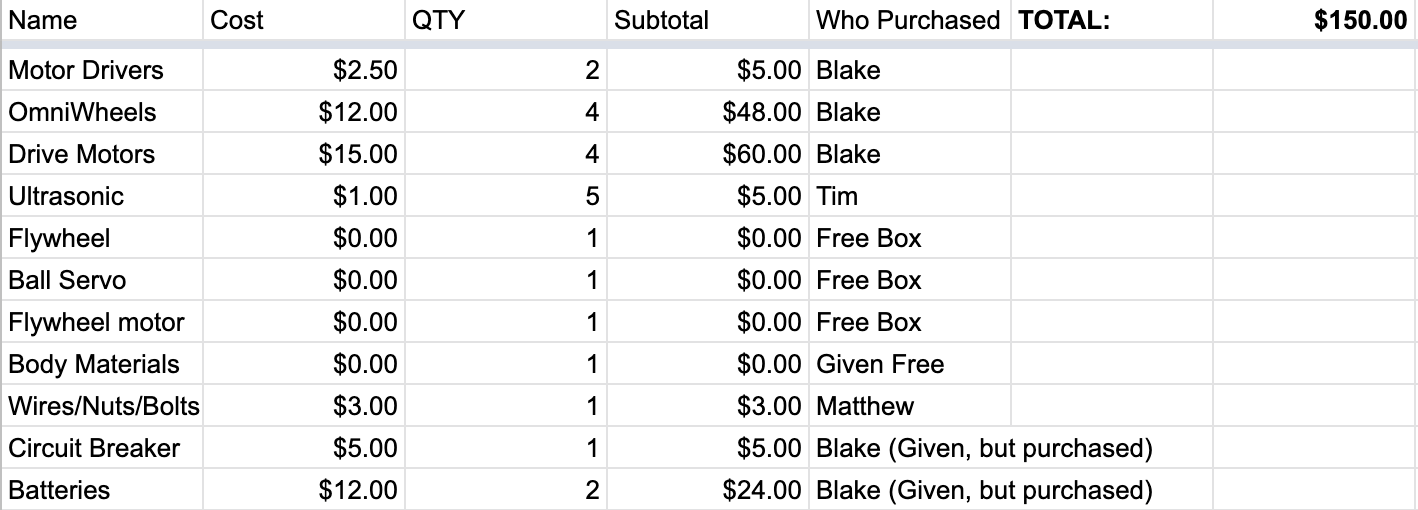 Name Cost QTY Subtotal Who Purchased TOTAL: $150.00
Motor Drivers $2.50 2 $5.00 Blake
OmniWheels $12.00 4 $48.00 Blake
Drive Motors $15.00 4 $60.00 Blake
Ultrasonic $1.00 5 $5.00 Tim
Flywheel $0.00 1 $0.00 Free Box
Ball Servo $0.00 1 $0.00 Free Box
Flywheel motor $0.00 1 $0.00 Free Box
Body Materials $0.00 1 $0.00 Given Free
Wires/Nuts/Bolts $3.00 1 $3.00 Matthew
Circuit Breaker $5.00 1 $5.00 Blake (Given, but purchased)
Batteries $12.00 2 $24.00 Blake (Given, but purchased)